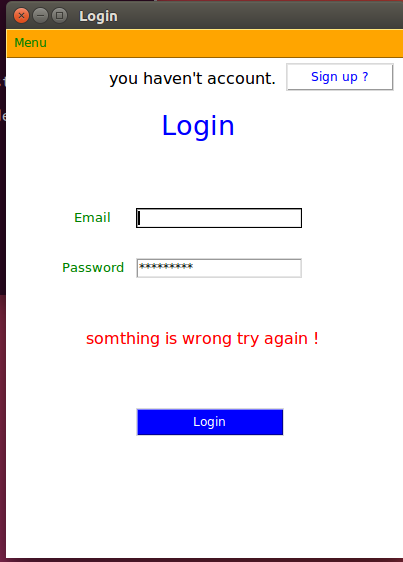 Login
Menu
you haven't account.
Sign up ?
Login
Email
Password
*********
somthing is wrong try again !
Login